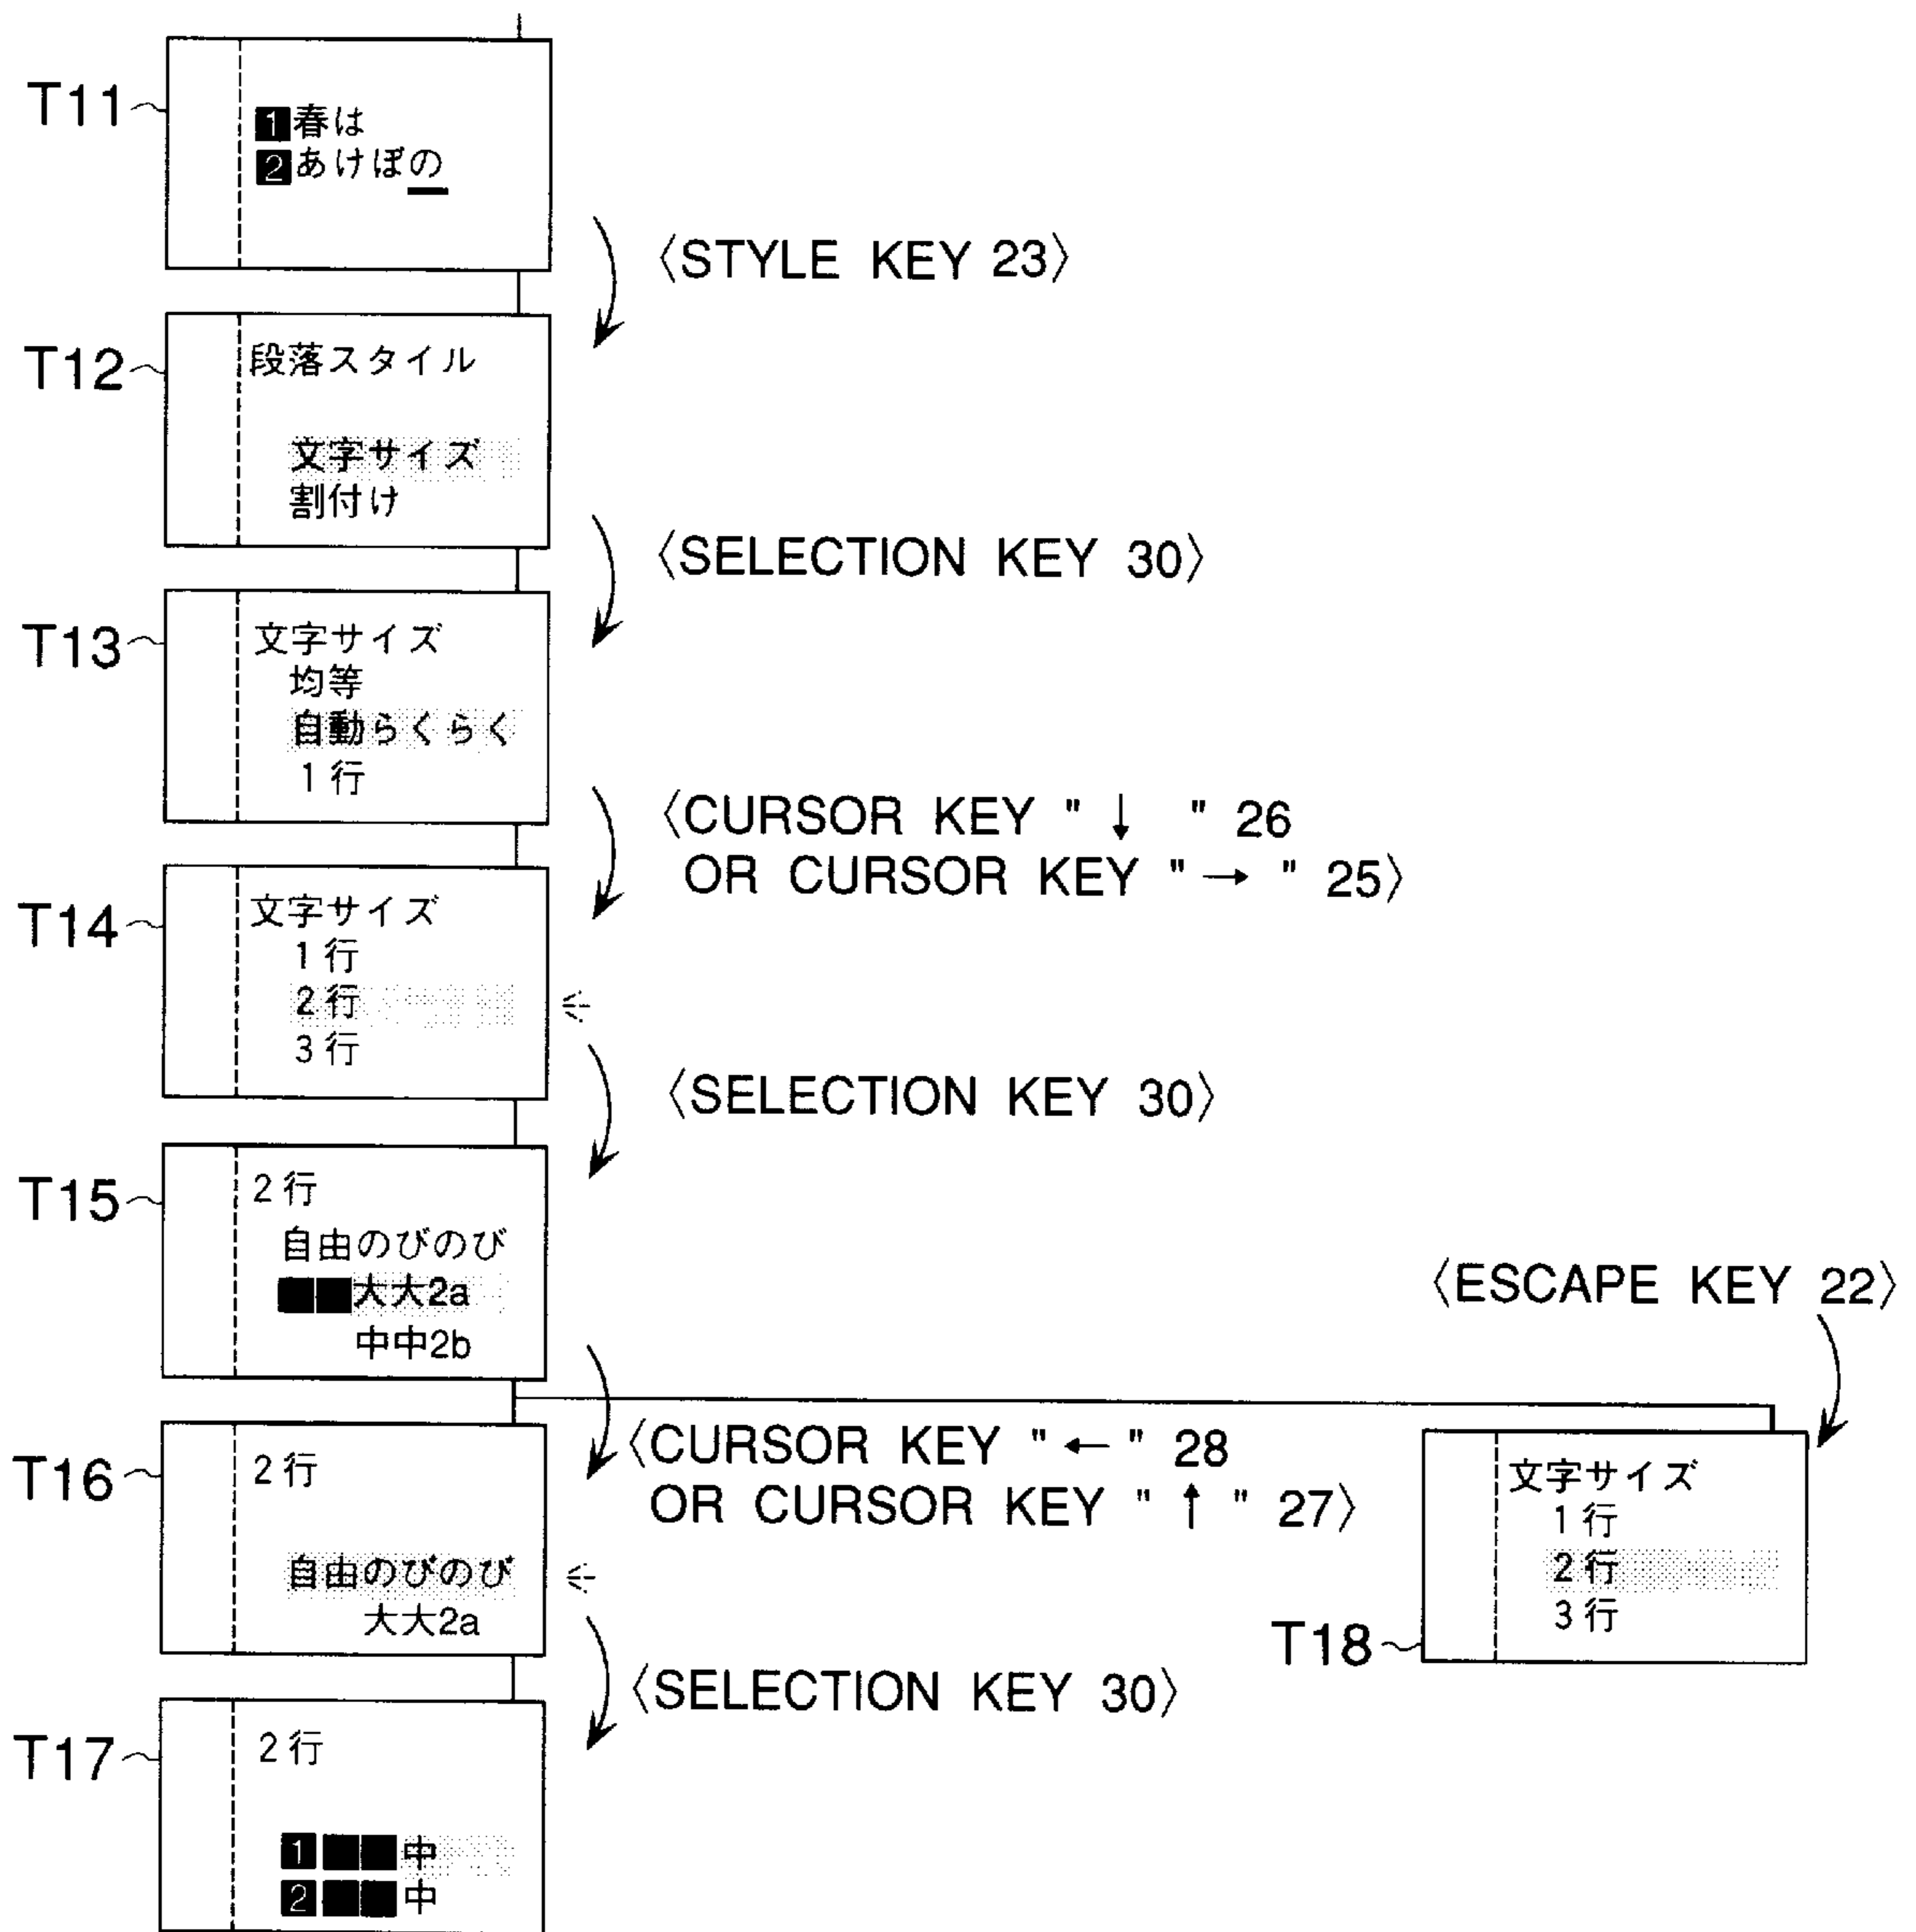 T11
1春は
2あけぼの
〈STYLE KEY 23〉
T12
段落スタイル
文字サイズ
割付け
〈SELECTION KEY 30〉
T13
文字サイズ
均等
自動らくらく
1行
〈CURSOR KEY "↓ " 26
OR CURSOR KEY "→ " 25〉
T14
文字サイズ
1行
2行
3行
〈SELECTION KEY 30〉
T15
2行
自由のびのび
■■大大2a
中中2b
〈ESCAPE KEY 22〉
T16
2行
自由のびのび
大大2a
〈CURSOR KEY "←" 28
OR CURSOR KEY "↑" 27〉
T18
文字サイズ
1行
2行
3行
〈SELECTION KEY 30〉
T17
2行
1■■中
2■■中